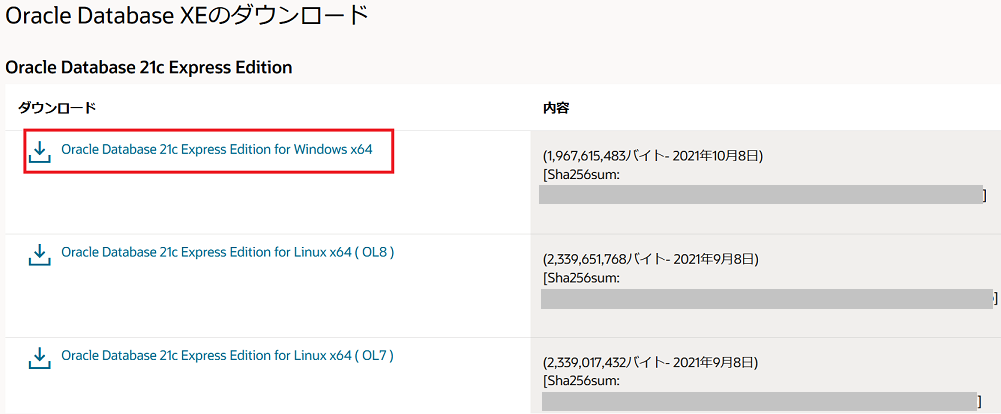 Oracle Database XEのダウンロード
Oracle Database 21c Express Edition
ダウンロード
内容
Oracle Database 21c Express Edition for Windows x64
(1,967,615,483バイト- 2021年10月8日)
[Sha256sum:
]
Oracle Database 21c Express Edition for Linux x64 ( OL8 )
(2,339,651,768バイト- 2021年9月8日)
[Sha256sum:
]
Oracle Database 21c Express Edition for Linux x64 ( OL7 )
(2,339,017,432バイト- 2021年9月8日)
[Sha256sum:
]